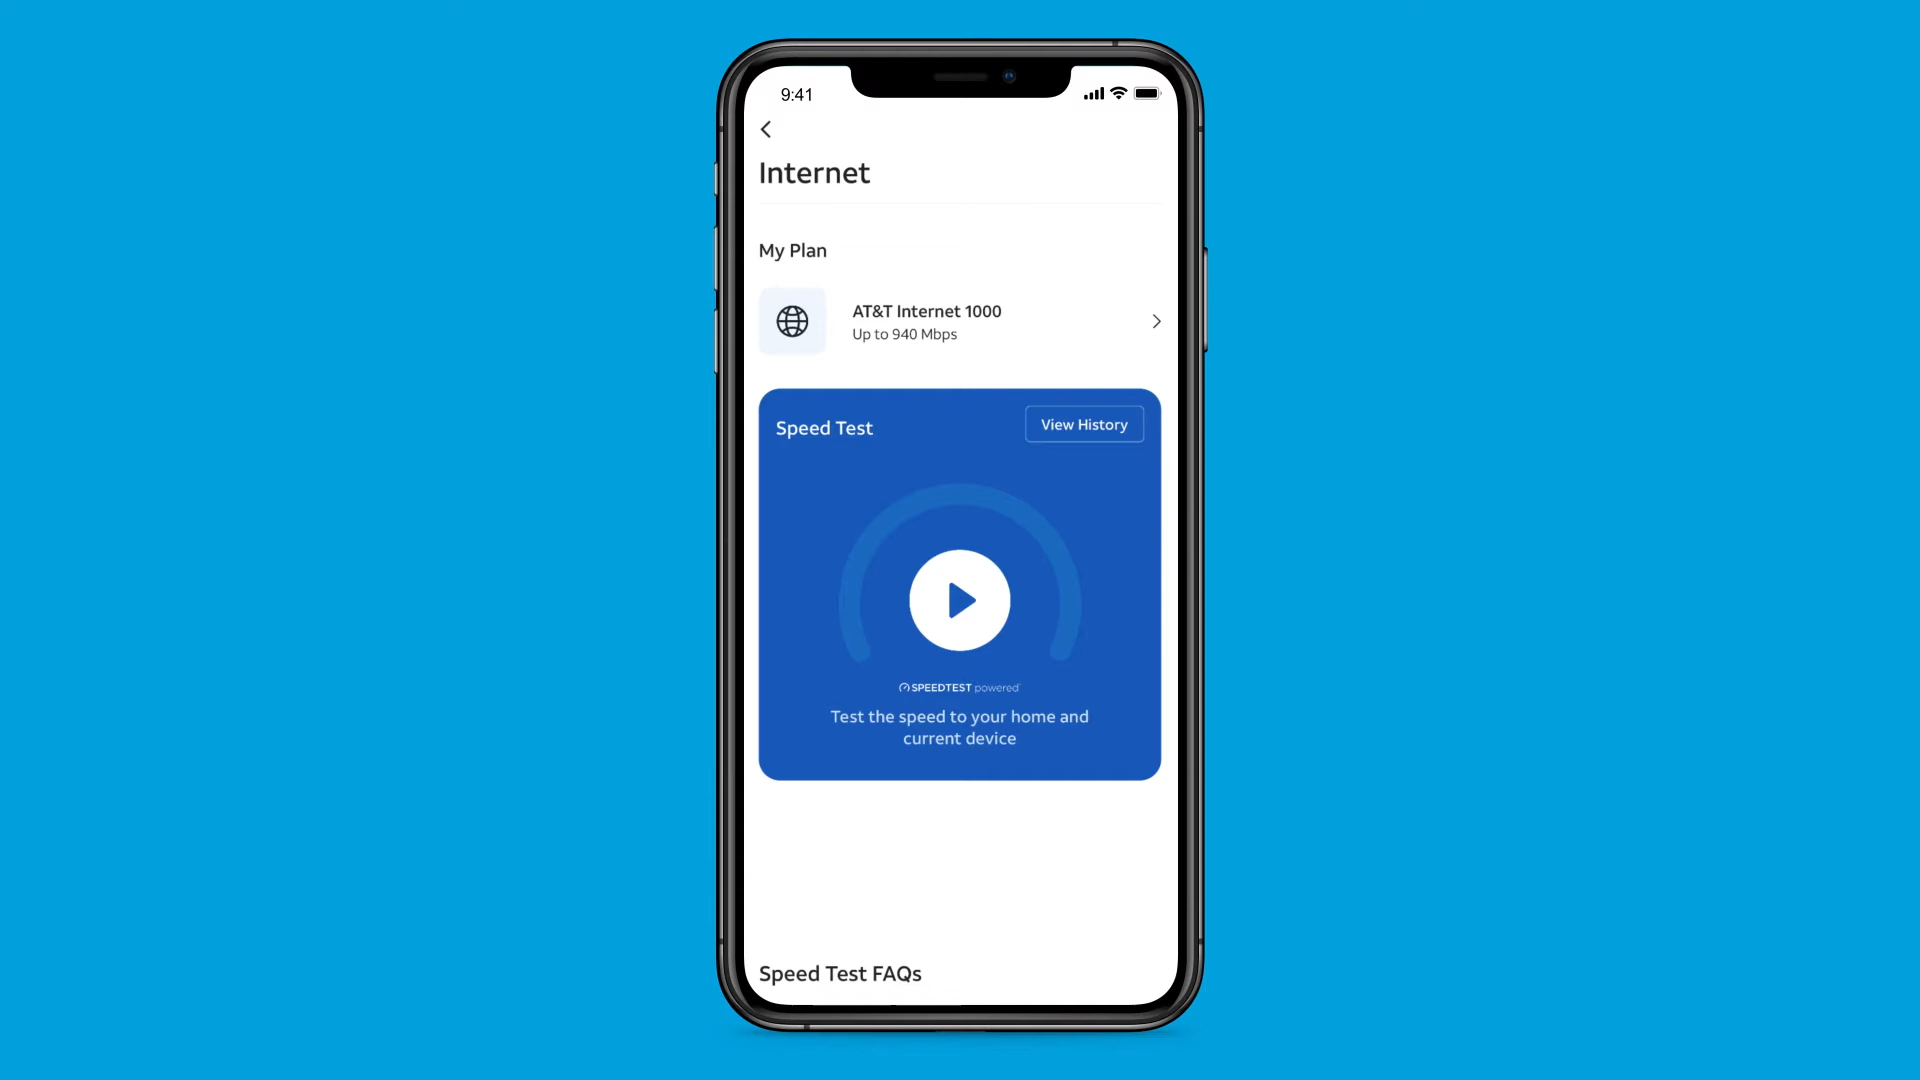 9:41
Internet
My Plan
AT&T Internet 1000
Up to 940 Mbps
Speed Test
View History
SPEEDTEST powered
Test the speed to your home and
current device
Speed Test FAQs